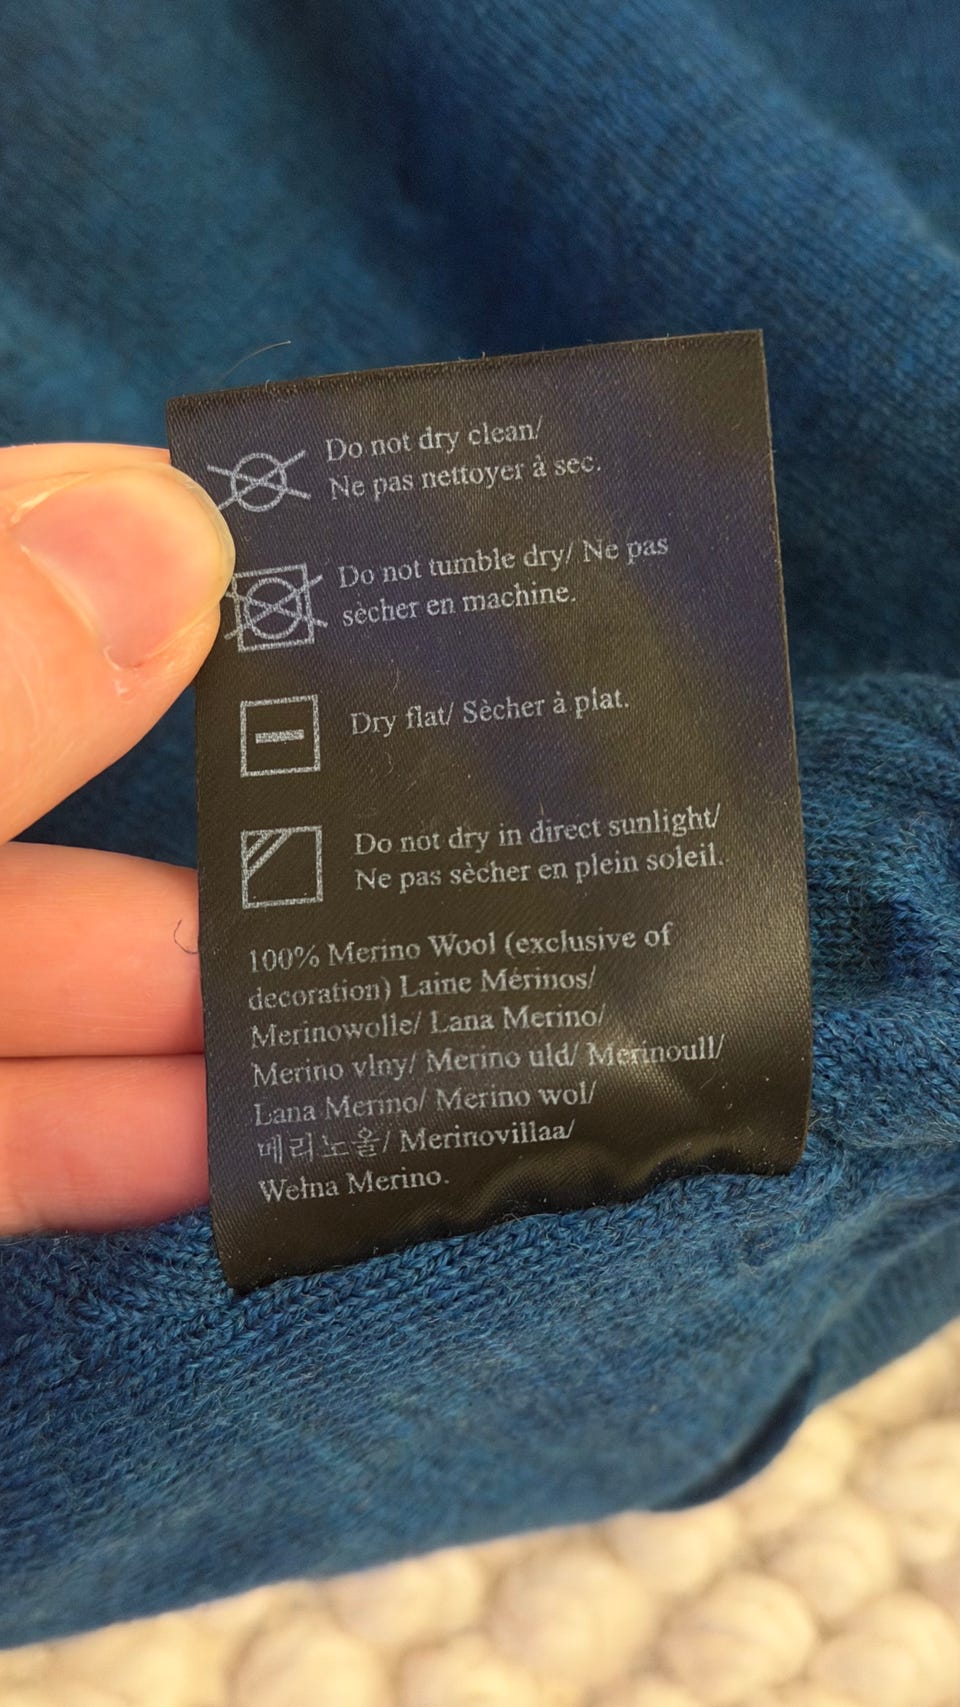 Do not dry clean/
Ne pas nettoyer à sec.
Do not tumble dry/ Ne pas
sècher en machine.
Dry flat/ Sècher à plat.
Do not dry in direct sunlight/
Ne pas sècher en plein soleil.
100% Merino Wool (exclusive of
decoration) Laine Mérinos/
Merinowolle/ Lana Merino/
Merino vlny/ Merino uld/ Merinoull/
Lana Merino/ Merino wol/
메리노울/ Merinovillaa/
Wełna Merino.